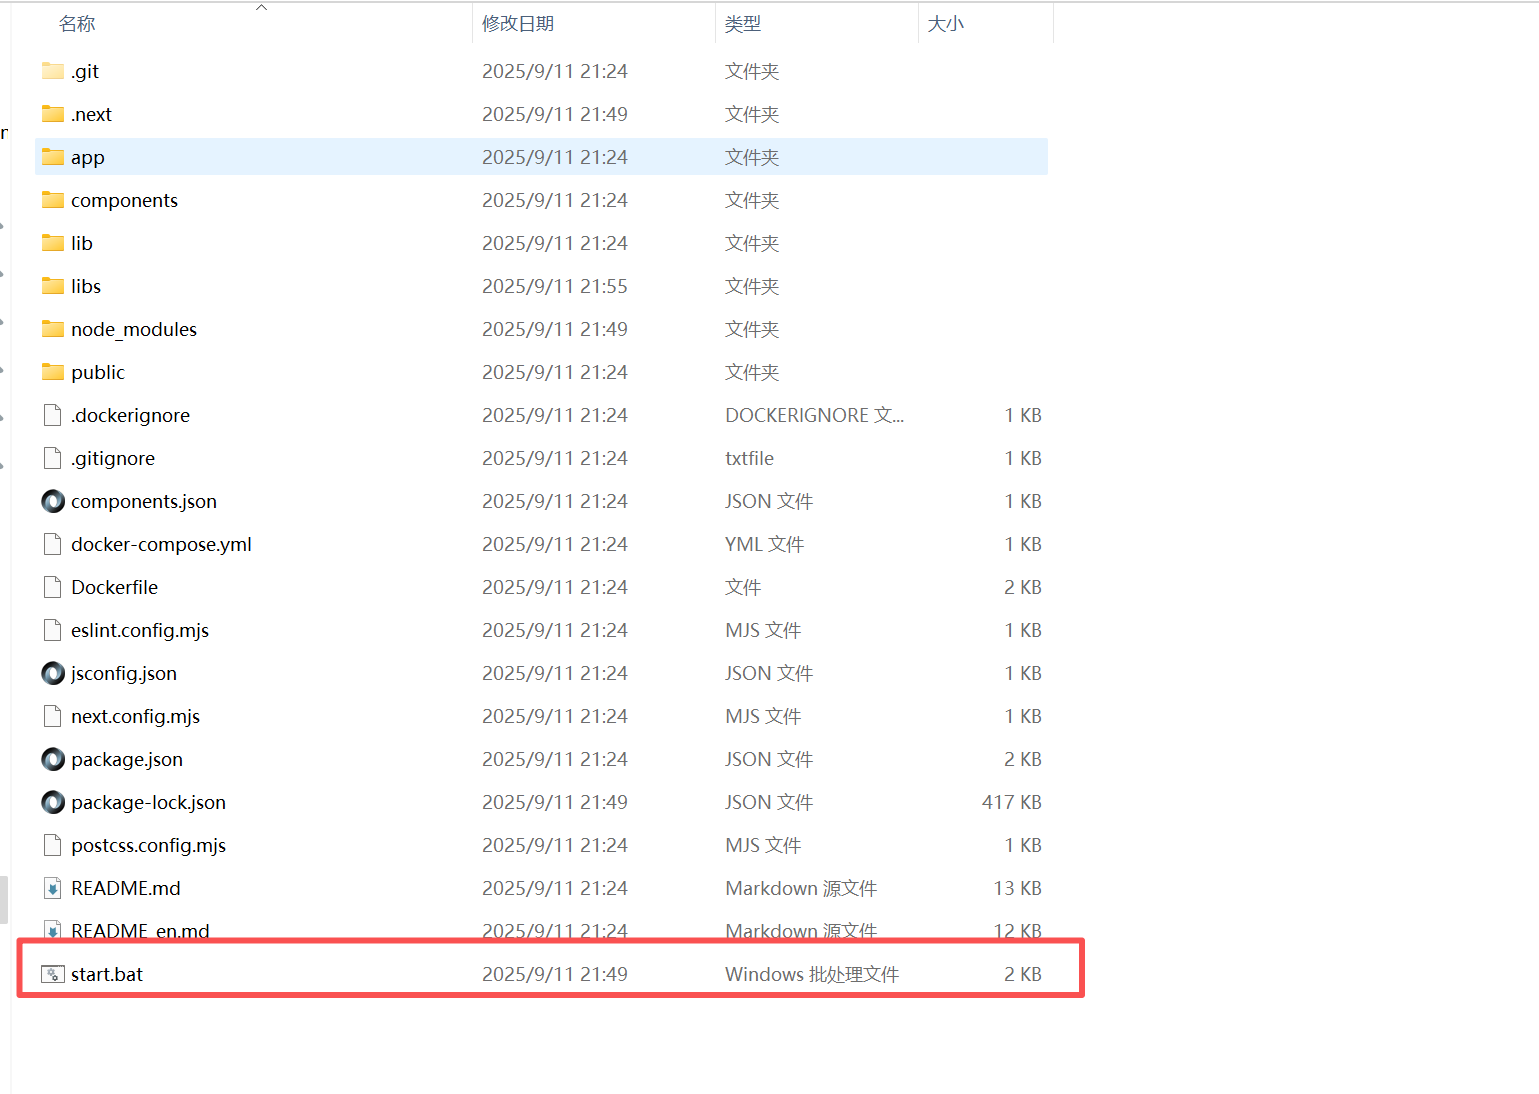 名称 修改日期 类型 大小
.git 2025/9/11 21:24 文件夹
.next 2025/9/11 21:49 文件夹
app 2025/9/11 21:24 文件夹
components 2025/9/11 21:24 文件夹
lib 2025/9/11 21:24 文件夹
libs 2025/9/11 21:55 文件夹
node_modules 2025/9/11 21:49 文件夹
public 2025/9/11 21:24 文件夹
.dockerignore 2025/9/11 21:24 DOCKERIGNORE 文... 1 KB
.gitignore 2025/9/11 21:24 txtfile 1 KB
components.json 2025/9/11 21:24 JSON 文件 1 KB
docker-compose.yml 2025/9/11 21:24 YML 文件 1 KB
Dockerfile 2025/9/11 21:24 文件 2 KB
eslint.config.mjs 2025/9/11 21:24 MJS 文件 1 KB
jsconfig.json 2025/9/11 21:24 JSON 文件 1 KB
next.config.mjs 2025/9/11 21:24 MJS 文件 1 KB
package.json 2025/9/11 21:24 JSON 文件 2 KB
package-lock.json 2025/9/11 21:49 JSON 文件 417 KB
postcss.config.mjs 2025/9/11 21:24 MJS 文件 1 KB
README.md 2025/9/11 21:24 Markdown 源文件 13 KB
README_en.md 2025/9/11 21:24 Markdown 源文件 12 KB
start.bat 2025/9/11 21:49 Windows 批处理文件 2 KB